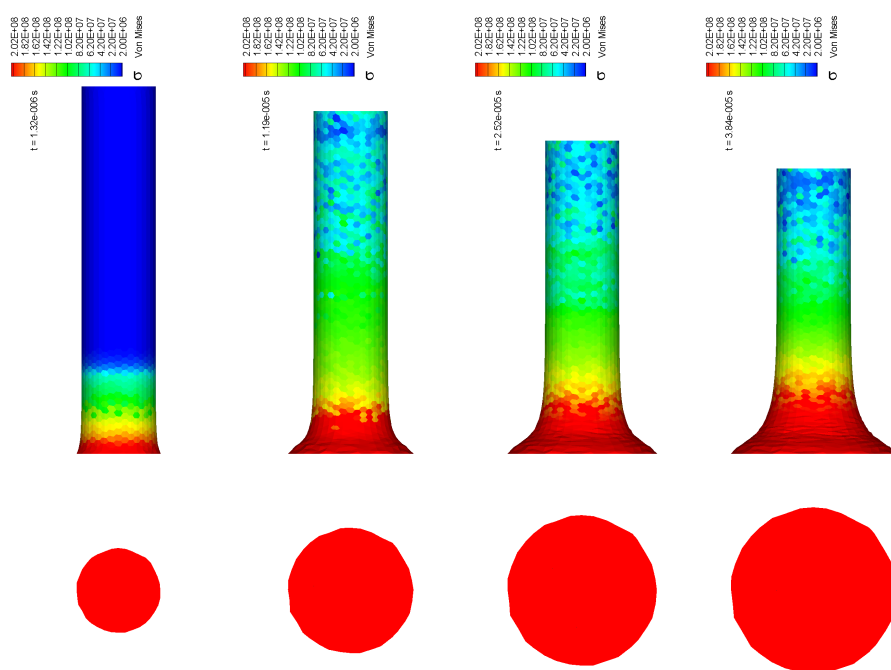 2.02E+08
1.82E+08
1.62E+08
1.42E+08
1.22E+08
1.02E+08
8.20E+07
6.20E+07
4.20E+07
2.20E+07
2.00E+06
Von Mises
σ
t = 1.32e-006 s
2.02E+08
1.82E+08
1.62E+08
1.42E+08
1.22E+08
1.02E+08
8.20E+07
6.20E+07
4.20E+07
2.20E+07
2.00E+06
Von Mises
σ
t = 1.19e-005 s
2.02E+08
1.82E+08
1.62E+08
1.42E+08
1.22E+08
1.02E+08
8.20E+07
6.20E+07
4.20E+07
2.20E+07
2.00E+06
Von Mises
σ
t = 2.52e-005 s
2.02E+08
1.82E+08
1.62E+08
1.42E+08
1.22E+08
1.02E+08
8.20E+07
6.20E+07
4.20E+07
2.20E+07
2.00E+06
Von Mises
σ
t = 3.84e-005 s